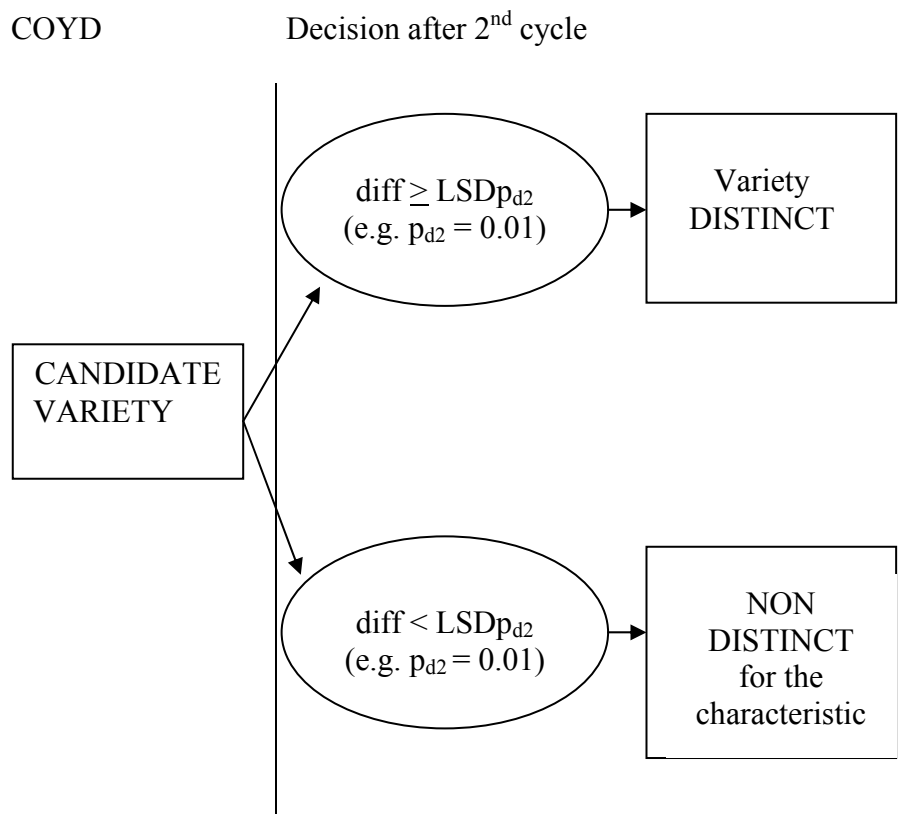 COYD Decision after 2nd cycle
diff ≥ LSDpd2
(e.g. pd2 = 0.01)
Variety
DISTINCT
CANDIDATE
VARIETY
diff < LSDpd2
(e.g. pd2 = 0.01)
NON
DISTINCT
for the
characteristic